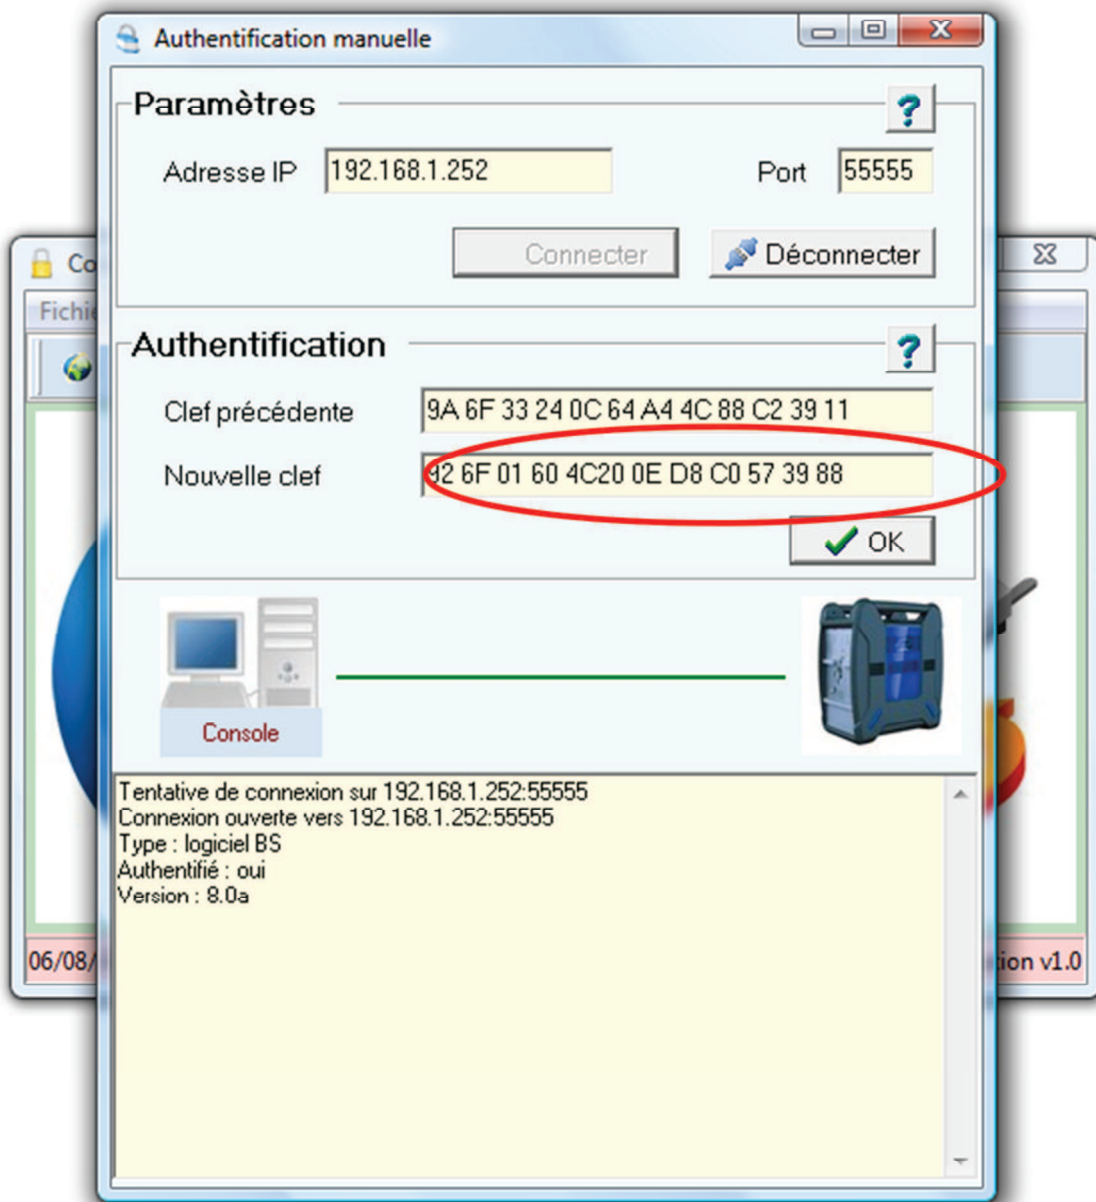 Authentification manuelle
Paramètres
?
Adresse IP 192.168.1.252 Port 55555
Connecter Déconnecter
Co
Fichie
Authentification
?
Clef précédente 9A 6F 33 24 0C 64 A4 4C 88 C2 39 11
Nouvelle clef 92 6F 01 60 4C20 0E D8 C0 57 39 88
OK
Console
Tentative de connexion sur 192.168.1.252:55555
Connexion ouverte vers 192.168.1.252:55555
Type : logiciel BS
Authentifié : oui
Version : 8.0a
06/08/ ion v1.0